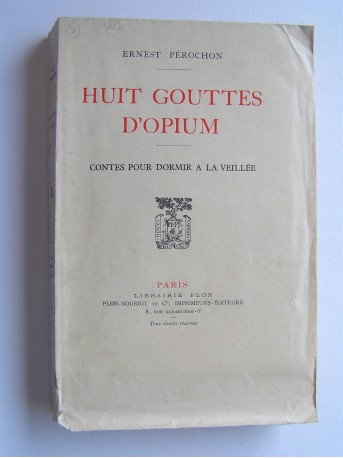 ERNEST PÉROCHON
HUIT GOUTTES
D'OPIUM
CONTES POUR DORMIR A LA VEILLÉE
PARIS
LIBRAIRIE PLON
PLON-NOURRIT ET Cie, IMPRIMEURS-ÉDITEURS
8, RUE GARANCIÈRE - 6e
Tous droits réservés